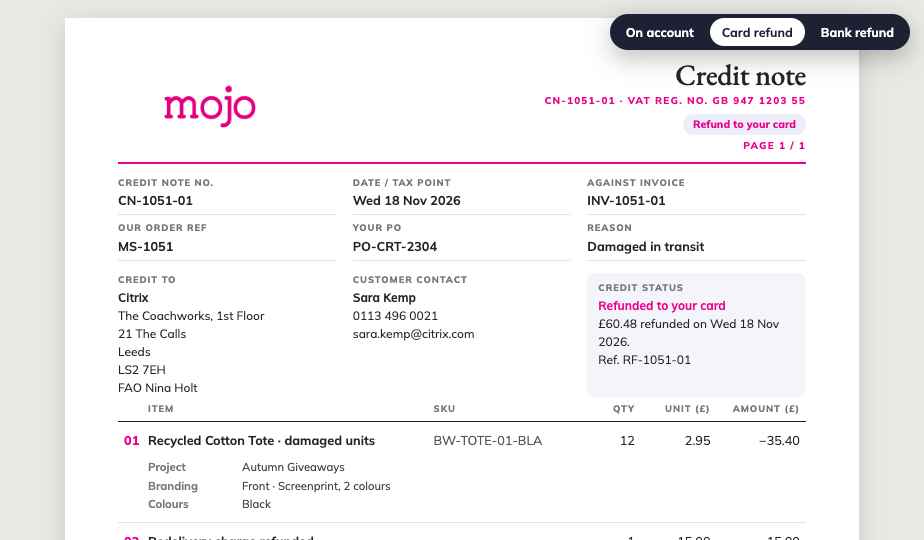 On account Card refund Bank refund
mojo
Credit note
CN-1051-01 · VAT REG. NO. GB 947 1203 55
Refund to your card
PAGE 1 / 1
CREDIT NOTE NO. DATE / TAX POINT AGAINST INVOICE
CN-1051-01 Wed 18 Nov 2026 INV-1051-01
OUR ORDER REF YOUR PO REASON
MS-1051 PO-CRT-2304 Damaged in transit
CREDIT TO
Citrix
The Coachworks, 1st Floor
21 The Calls
Leeds
LS2 7EH
FAO Nina Holt
CUSTOMER CONTACT
Sara Kemp
0113 496 0021
sara.kemp@citrix.com
CREDIT STATUS
Refunded to your card
£60.48 refunded on Wed 18 Nov
2026.
Ref. RF-1051-01
ITEM SKU QTY UNIT (£) AMOUNT (£)
01 Recycled Cotton Tote · damaged units BW-TOTE-01-BLA 12 2.95 −35.40
Project Autumn Giveaways
Branding Front · Screenprint, 2 colours
Colours Black